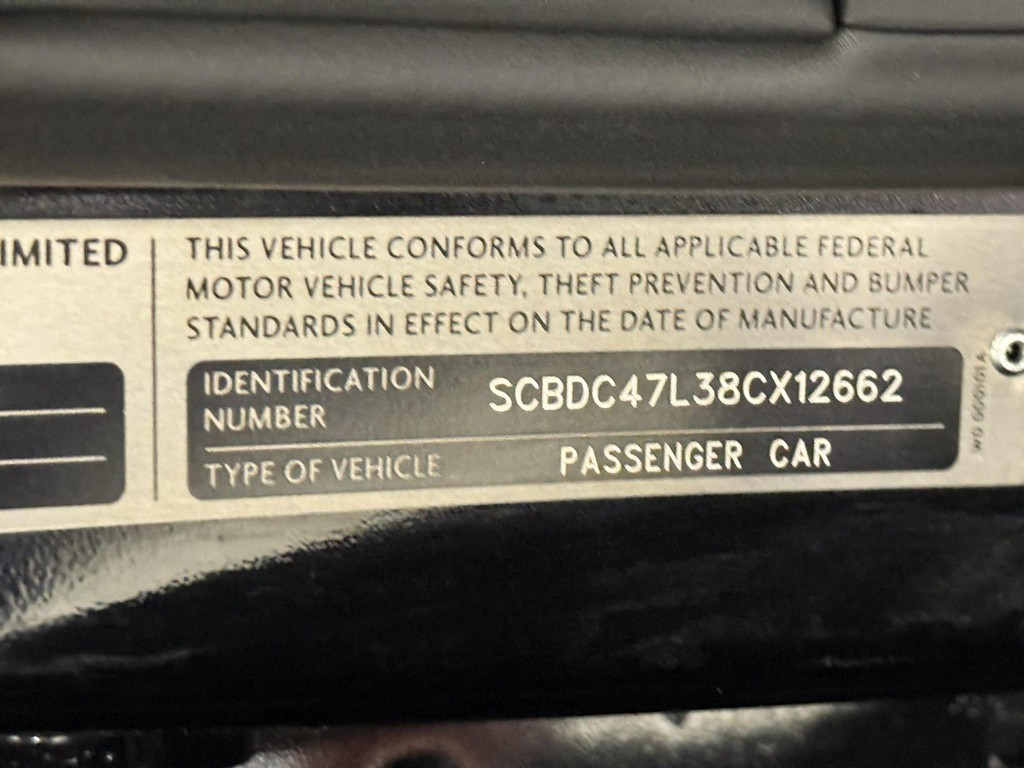 IMITED
THIS VEHICLE CONFORMS TO ALL APPLICABLE FEDERAL
MOTOR VEHICLE SAFETY, THEFT PREVENTION AND BUMPER
STANDARDS IN EFFECT ON THE DATE OF MANUFACTURE
IDENTIFICATION
NUMBER
SCBDC47L38CX12662
TYPE OF VEHICLE
PASSENGER CAR